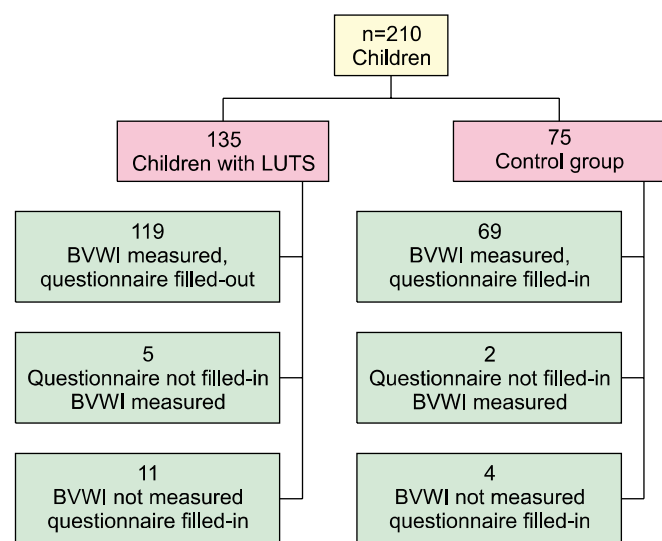 n=210
Children
135
Children with LUTS
75
Control group
119
BVWI measured,
questionnaire filled-out
69
BVWI measured,
questionnaire filled-in
5
Questionnaire not filled-in
BVWI measured
2
Questionnaire not filled-in
BVWI measured
11
BVWI not measured
questionnaire filled-in
4
BVWI not measured
questionnaire filled-in